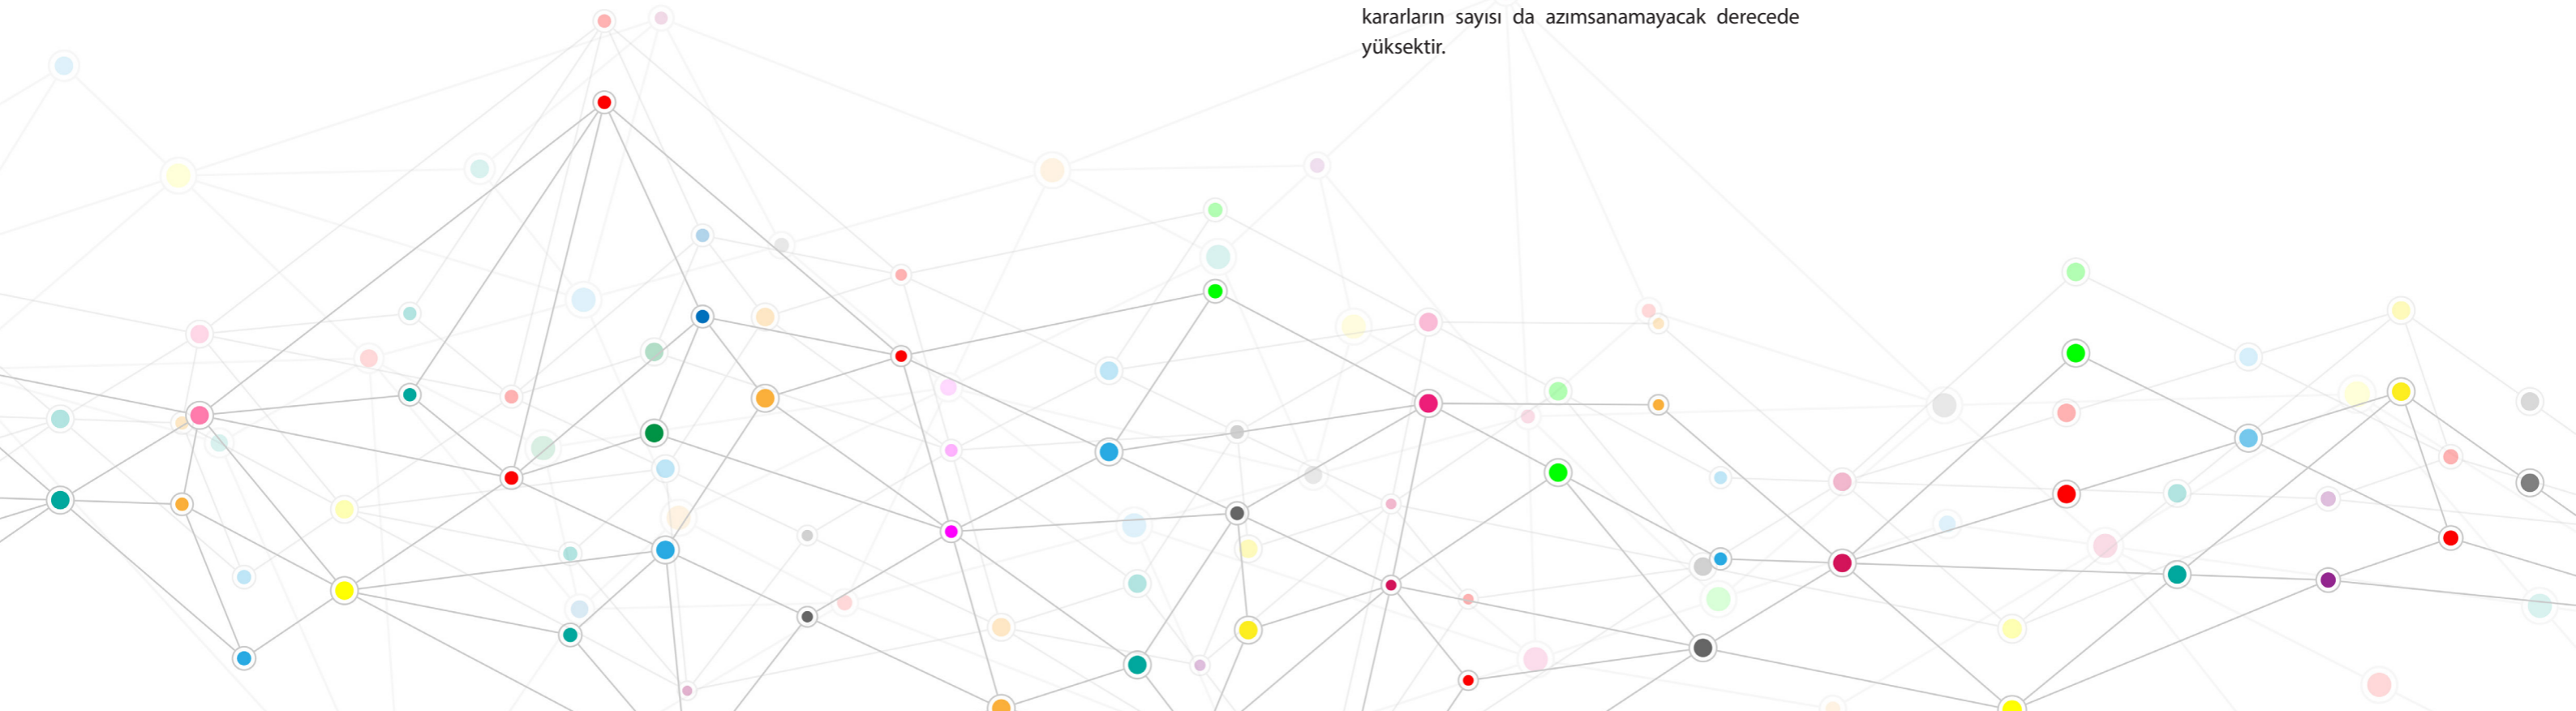 kararların sayısı da azımsanamayacak derecede
yüksektir.